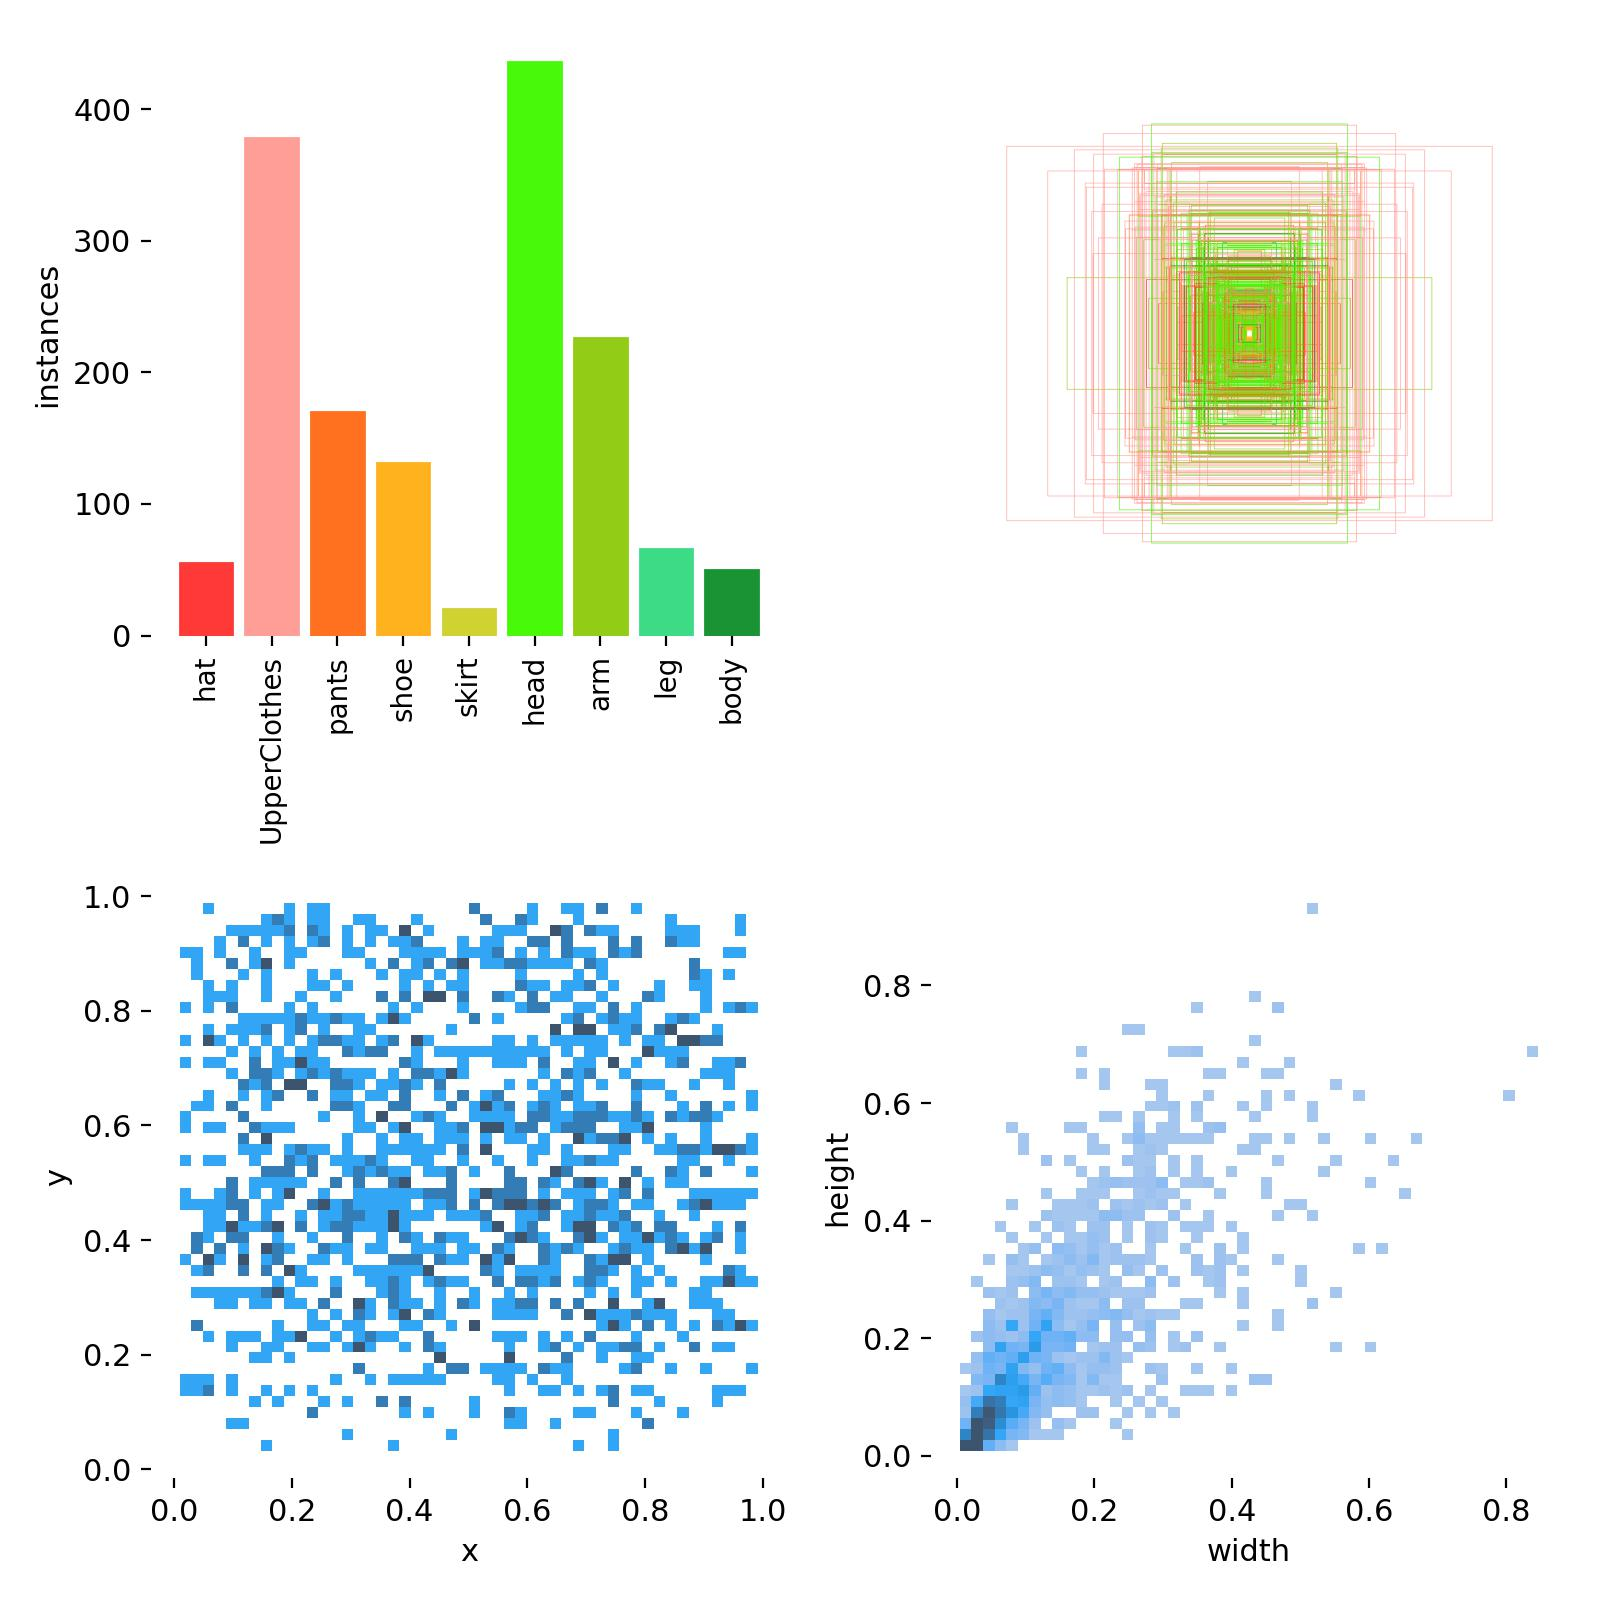 400
300
200
100
0
instances
hat
UpperClothes
pants
shoe
skirt
head
arm
leg
body
1.0
0.8
0.6
0.4
0.2
0.0
y
0.0 0.2 0.4 0.6 0.8 1.0
x
0.8
0.6
0.4
0.2
0.0
height
0.0 0.2 0.4 0.6 0.8
width